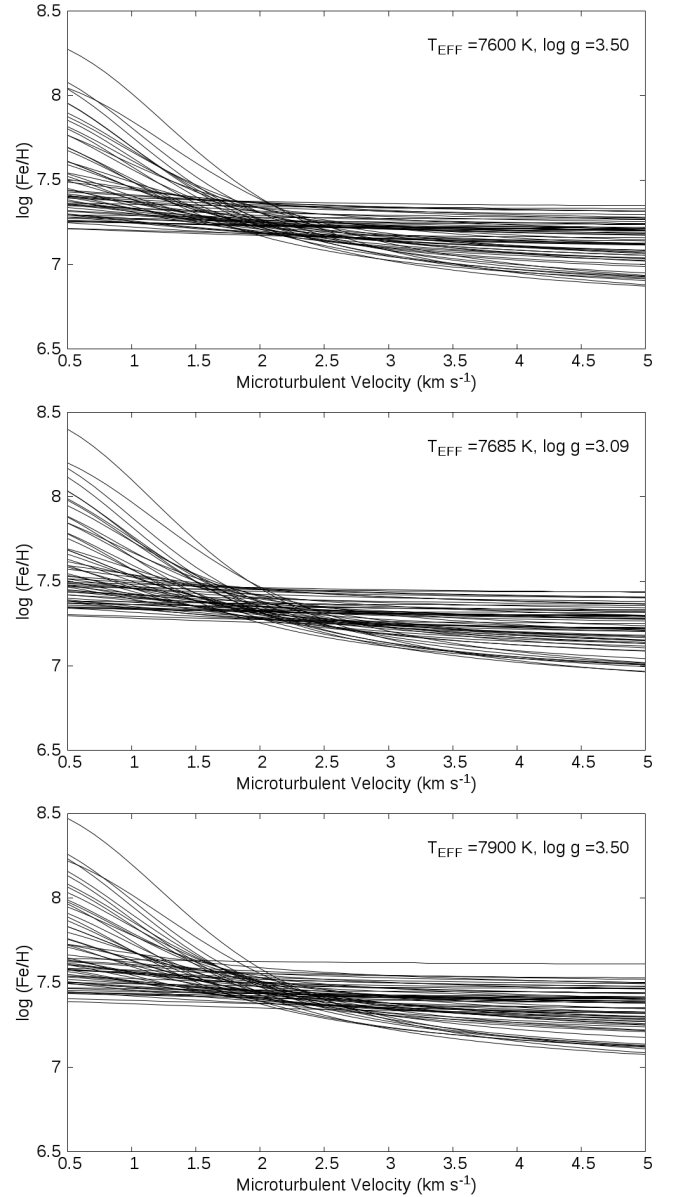 8.5
T_EFF =7600 K, log g =3.50
8
7.5
log (Fe/H)
7
6.5
0.5 1 1.5 2 2.5 3 3.5 4 4.5 5
Microturbulent Velocity (km s⁻¹)
8.5
T_EFF =7685 K, log g =3.09
8
7.5
log (Fe/H)
7
6.5
0.5 1 1.5 2 2.5 3 3.5 4 4.5 5
Microturbulent Velocity (km s⁻¹)
8.5
T_EFF =7900 K, log g =3.50
8
7.5
log (Fe/H)
7
6.5
0.5 1 1.5 2 2.5 3 3.5 4 4.5 5
Microturbulent Velocity (km s⁻¹)